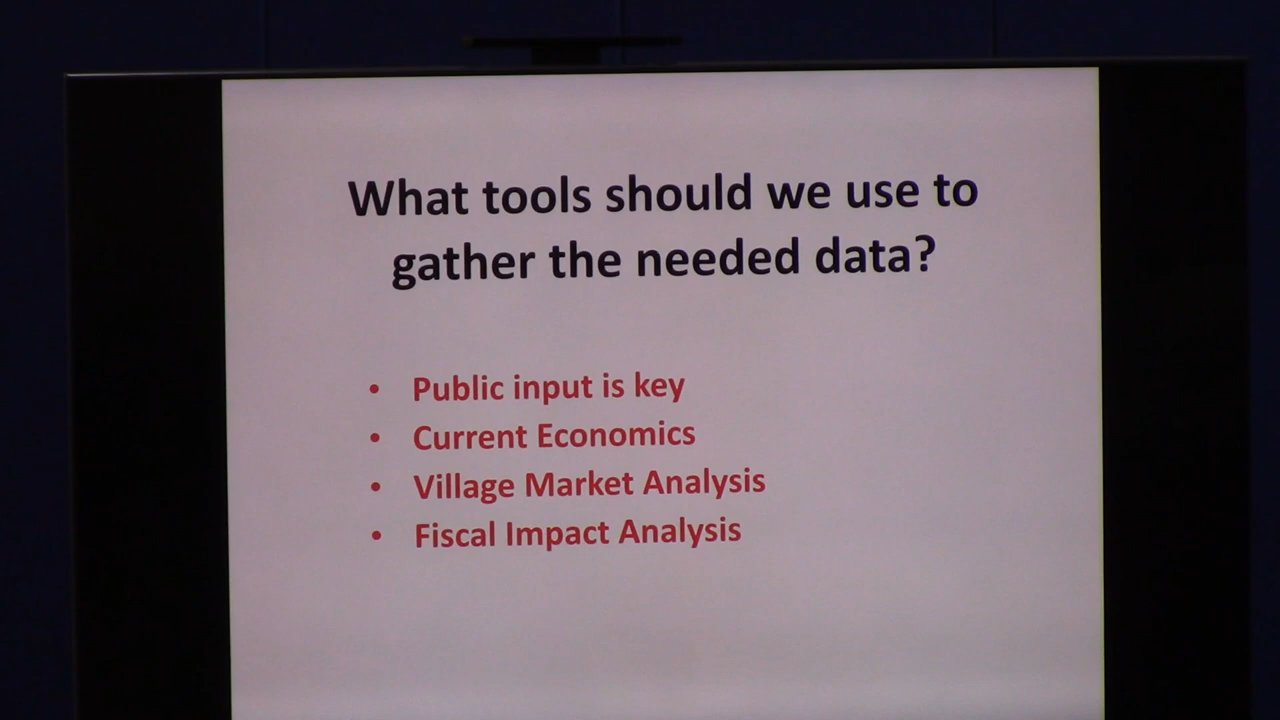 What tools should we use to
gather the needed data?
• Public input is key
• Current Economics
• Village Market Analysis
• Fiscal Impact Analysis